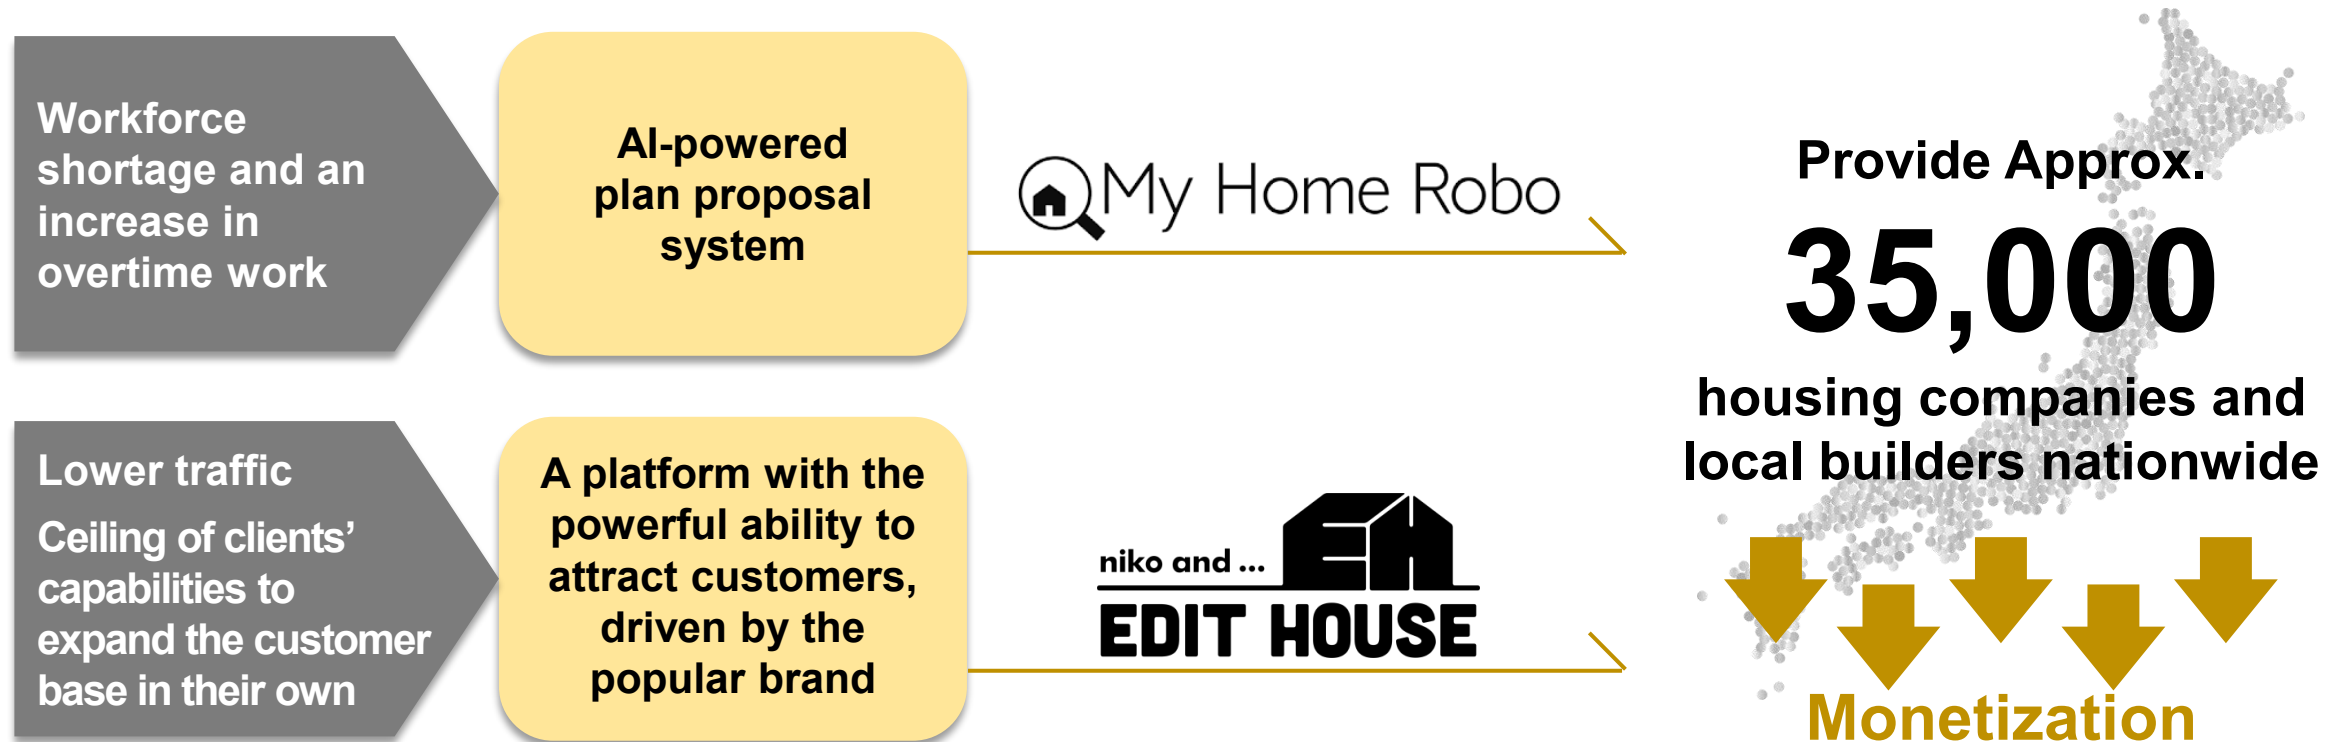 Workforce
shortage and an
increase in
overtime work
AI-powered
plan proposal
system
My Home Robo
Lower traffic
Ceiling of clients’
capabilities to
expand the customer
base in their own
A platform with the
powerful ability to
attract customers,
driven by the
popular brand
niko and ...
EH
EDIT HOUSE
Provide Approx.
35,000
housing companies and
local builders nationwide
Monetization